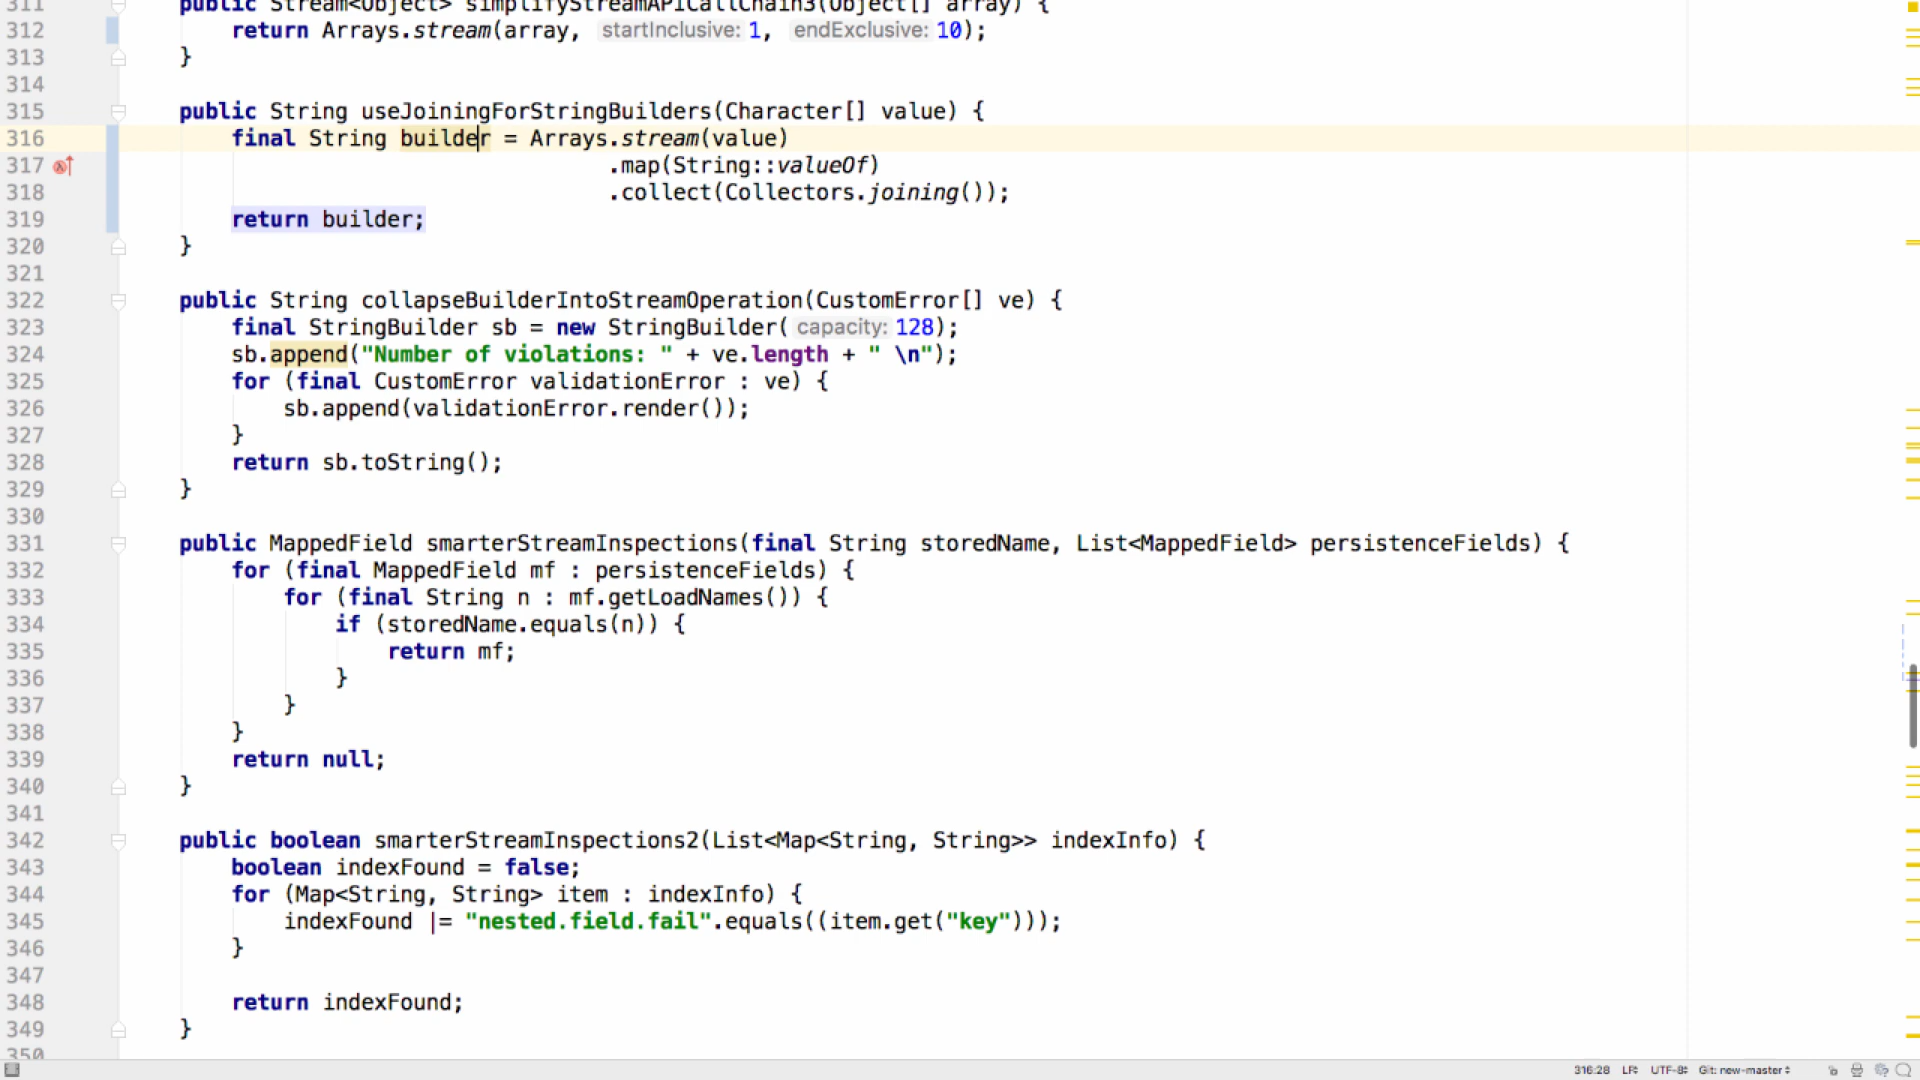 311 public Stream<Object> simplifyStreamAPICallChain3(Object[] array) {
312 return Arrays.stream(array, startInclusive: 1, endExclusive: 10);
313 }
314
315 public String useJoiningForStringBuilders(Character[] value) {
316 final String builder = Arrays.stream(value)
317 .map(String::valueOf)
318 .collect(Collectors.joining());
319 return builder;
320 }
321
322 public String collapseBuilderIntoStreamOperation(CustomError[] ve) {
323 final StringBuilder sb = new StringBuilder( capacity: 128);
324 sb.append("Number of violations: " + ve.length + " \n");
325 for (final CustomError validationError : ve) {
326 sb.append(validationError.render());
327 }
328 return sb.toString();
329 }
330
331 public MappedField smarterStreamInspections(final String storedName, List<MappedField> persistenceFields) {
332 for (final MappedField mf : persistenceFields) {
333 for (final String n : mf.getLoadNames()) {
334 if (storedName.equals(n)) {
335 return mf;
336 }
337 }
338 }
339 return null;
340 }
341
342 public boolean smarterStreamInspections2(List<Map<String, String>> indexInfo) {
343 boolean indexFound = false;
344 for (Map<String, String> item : indexInfo) {
345 indexFound |= "nested.field.fail".equals((item.get("key")));
346 }
347
348 return indexFound;
349 }
350
316:28 LF UTF-8 Git: new-master